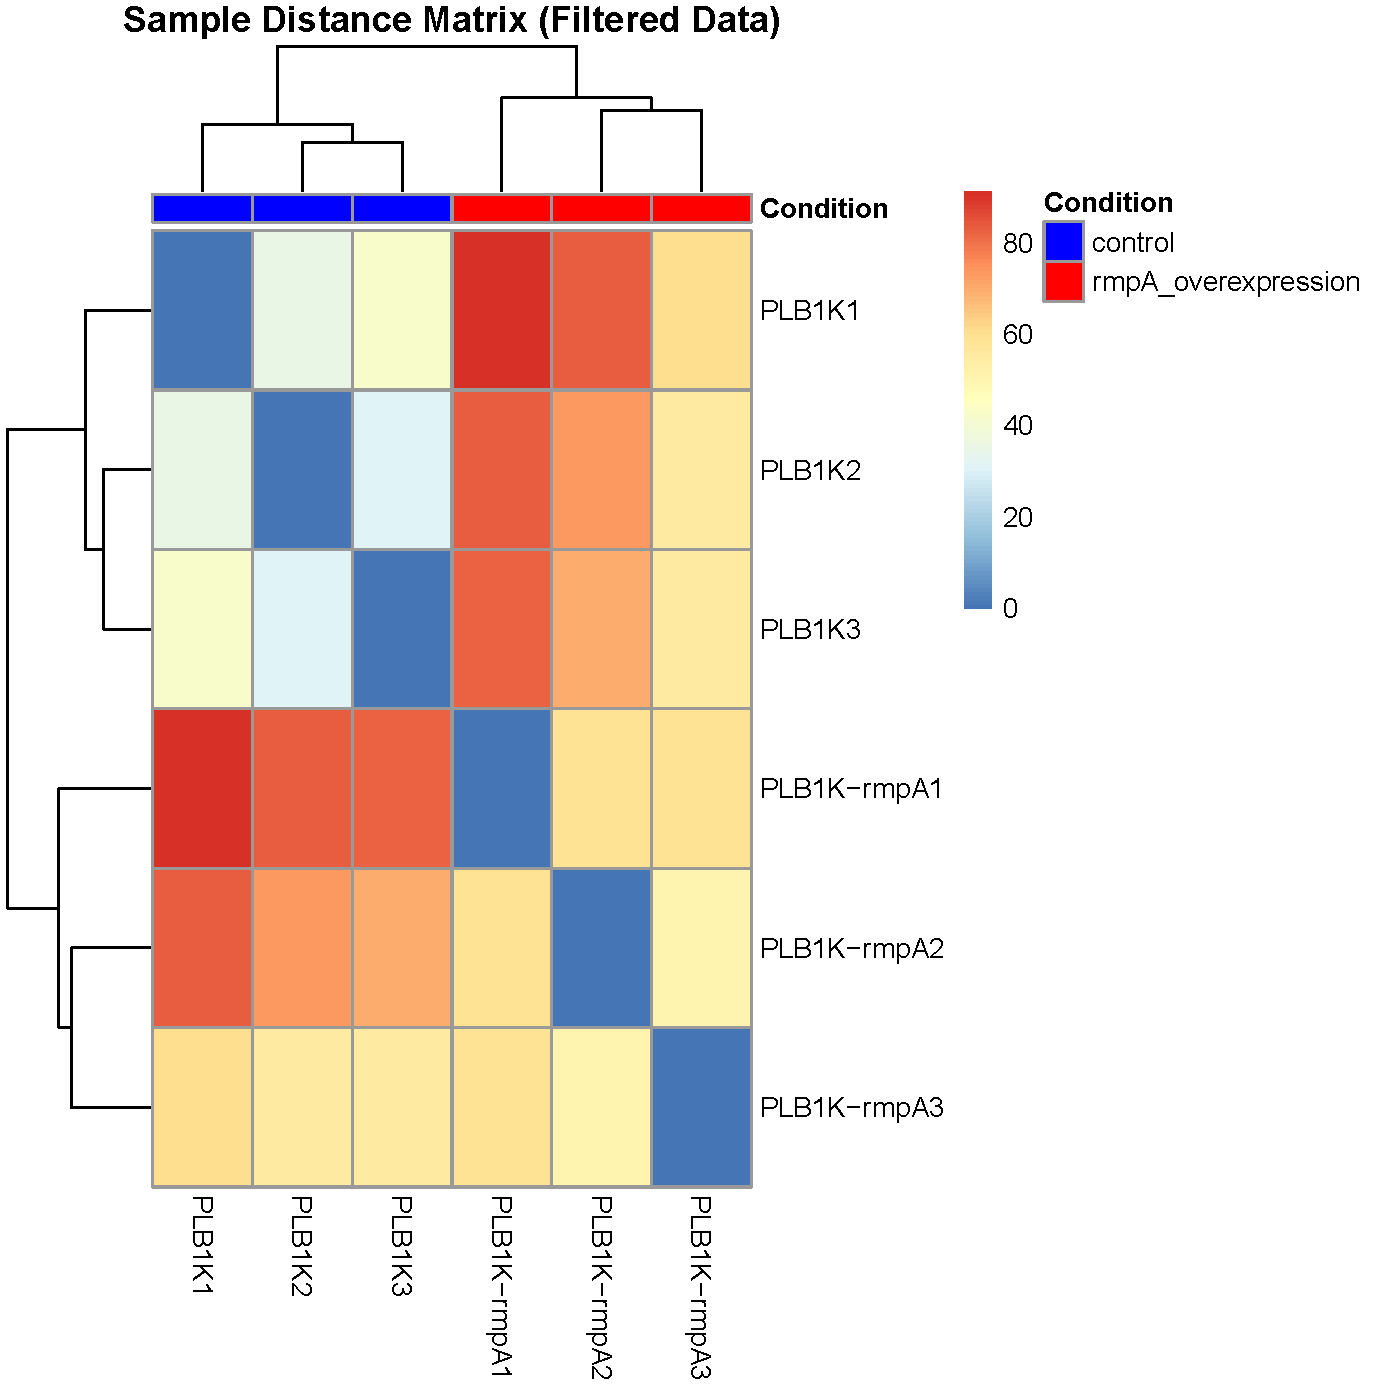 Sample Distance Matrix (Filtered Data)
Condition
PLB1K1
PLB1K2
PLB1K3
PLB1K−rmpA1
PLB1K−rmpA2
PLB1K−rmpA3
80
60
40
20
0
Condition
control
rmpA_overexpression
PLB1K1
PLB1K2
PLB1K3
PLB1K−rmpA1
PLB1K−rmpA2
PLB1K−rmpA3